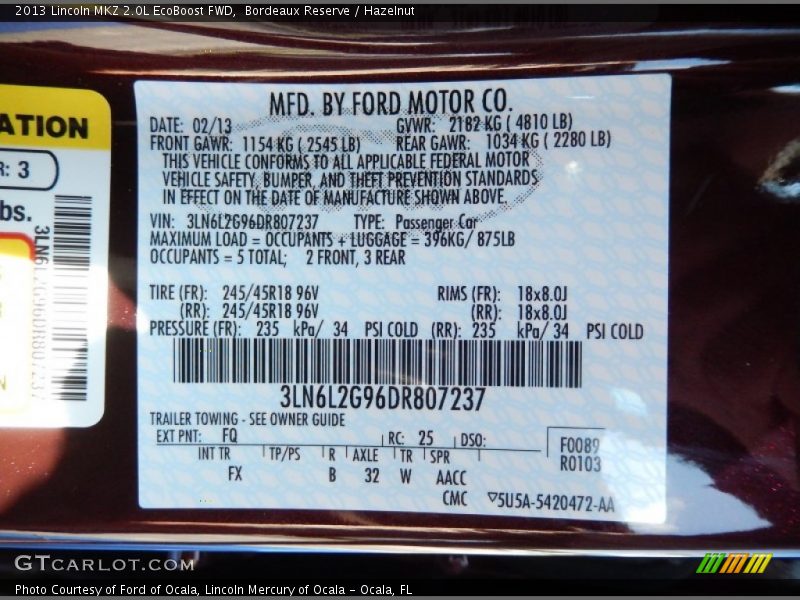 2013 Lincoln MKZ 2.0L EcoBoost FWD, Bordeaux Reserve / Hazelnut
ATION
R: 3
bs.
3LN6L2G96DR807237
MFD. BY FORD MOTOR CO.
DATE: 02/13 GVWR: 2182 KG ( 4810 LB)
FRONT GAWR: 1154 KG ( 2545 LB) REAR GAWR: 1034 KG ( 2280 LB)
THIS VEHICLE CONFORMS TO ALL APPLICABLE FEDERAL MOTOR
VEHICLE SAFETY, BUMPER, AND THEFT PREVENTION STANDARDS
IN EFFECT ON THE DATE OF MANUFACTURE SHOWN ABOVE.
VIN: 3LN6L2G96DR807237 TYPE: Passenger Car
MAXIMUM LOAD = OCCUPANTS + LUGGAGE = 396KG/ 875LB
OCCUPANTS = 5 TOTAL; 2 FRONT, 3 REAR
TIRE (FR): 245/45R18 96V RIMS (FR): 18x8.0J
(RR): 245/45R18 96V (RR): 18x8.0J
PRESSURE (FR): 235 kPa/ 34 PSI COLD (RR): 235 kPa/ 34 PSI COLD
3LN6L2G96DR807237
TRAILER TOWING - SEE OWNER GUIDE
EXT PNT: FQ RC: 25 DSO: F0089
INT TR TP/PS R AXLE TR SPR R0103
FX B 32 W AACC
CMC 5U5A-5420472-AA
GTCARLOT.COM
Photo Courtesy of Ford of Ocala, Lincoln Mercury of Ocala - Ocala, FL